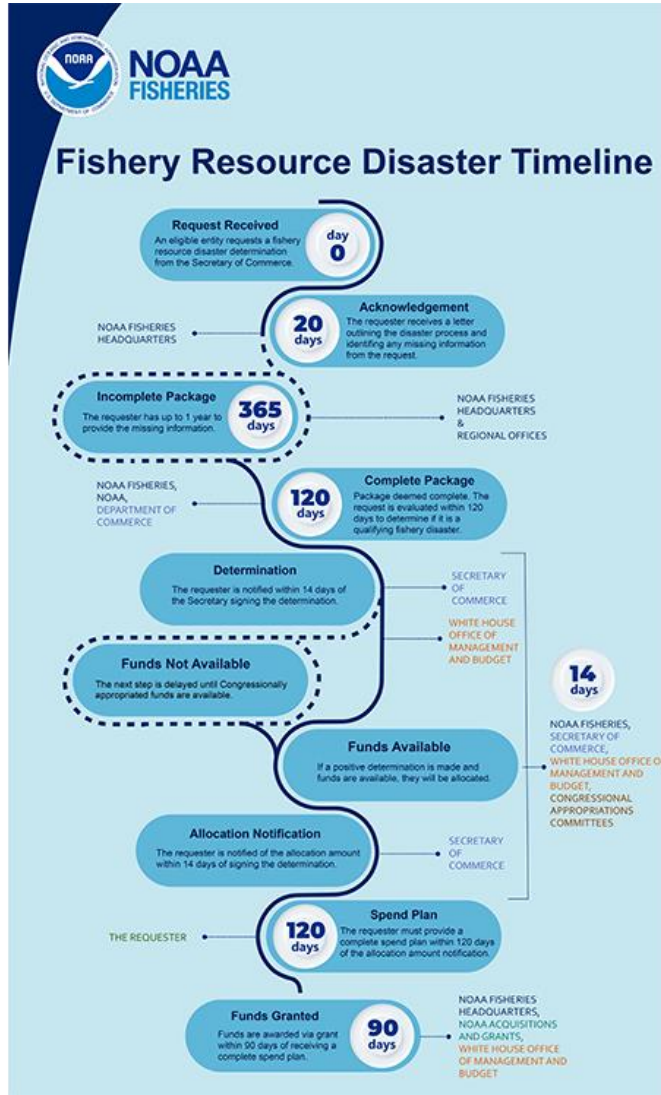 NATIONAL OCEANIC AND ATMOSPHERIC ADMINISTRATION
U.S. DEPARTMENT OF COMMERCE
NOAA
NOAA
FISHERIES
Fishery Resource Disaster Timeline
Request Received
An eligible entity requests a fishery
resource disaster determination
from the Secretary of Commerce.
day
0
NOAA FISHERIES
HEADQUARTERS
20
days
Acknowledgement
The requester receives a letter
outlining the disaster process and
identifing any missing information
from the request.
Incomplete Package
The requester has up to 1 year to
provide the missing information.
365
days
NOAA FISHERIES
HEADQUARTERS
&
REGIONAL OFFICES
NOAA FISHERIES,
NOAA,
DEPARTMENT OF
COMMERCE
120
days
Complete Package
Package deemed complete. The
request is evaluated within 120
days to determine if it is a
qualifying fishery disaster.
Determination
The requester is notified within 14 days of
the Secretary signing the determination.
SECRETARY
OF
COMMERCE
WHITE HOUSE
OFFICE OF
MANAGEMENT
AND BUDGET
Funds Not Available
The next step is delayed until Congressionally
appropriated funds are available.
14
days
NOAA FISHERIES,
SECRETARY OF
COMMERCE,
WHITE HOUSE OFFICE O
MANAGEMENT AND
BUDGET,
CONGRESSIONAL
APPROPRIATIONS
COMMITTEES
Funds Available
If a positive determination is made and
funds are available, they will be allocated.
Allocation Notification
The requester is notified of the allocation amount
within 14 days of signing the determination.
SECRETARY
OF
COMMERCE
THE REQUESTER
120
days
Spend Plan
The requester must provide a
complete spend plan within 120 days
of the allocation amount notification.
Funds Granted
Funds are awarded via grant
within 90 days of receiving a
complete spend plan.
90
days
NOAA FISHERIES
HEADQUARTERS,
NOAA ACQUISITIONS
AND GRANTS,
WHITE HOUSE OFFICE
OF MANAGEMENT AND
BUDGET